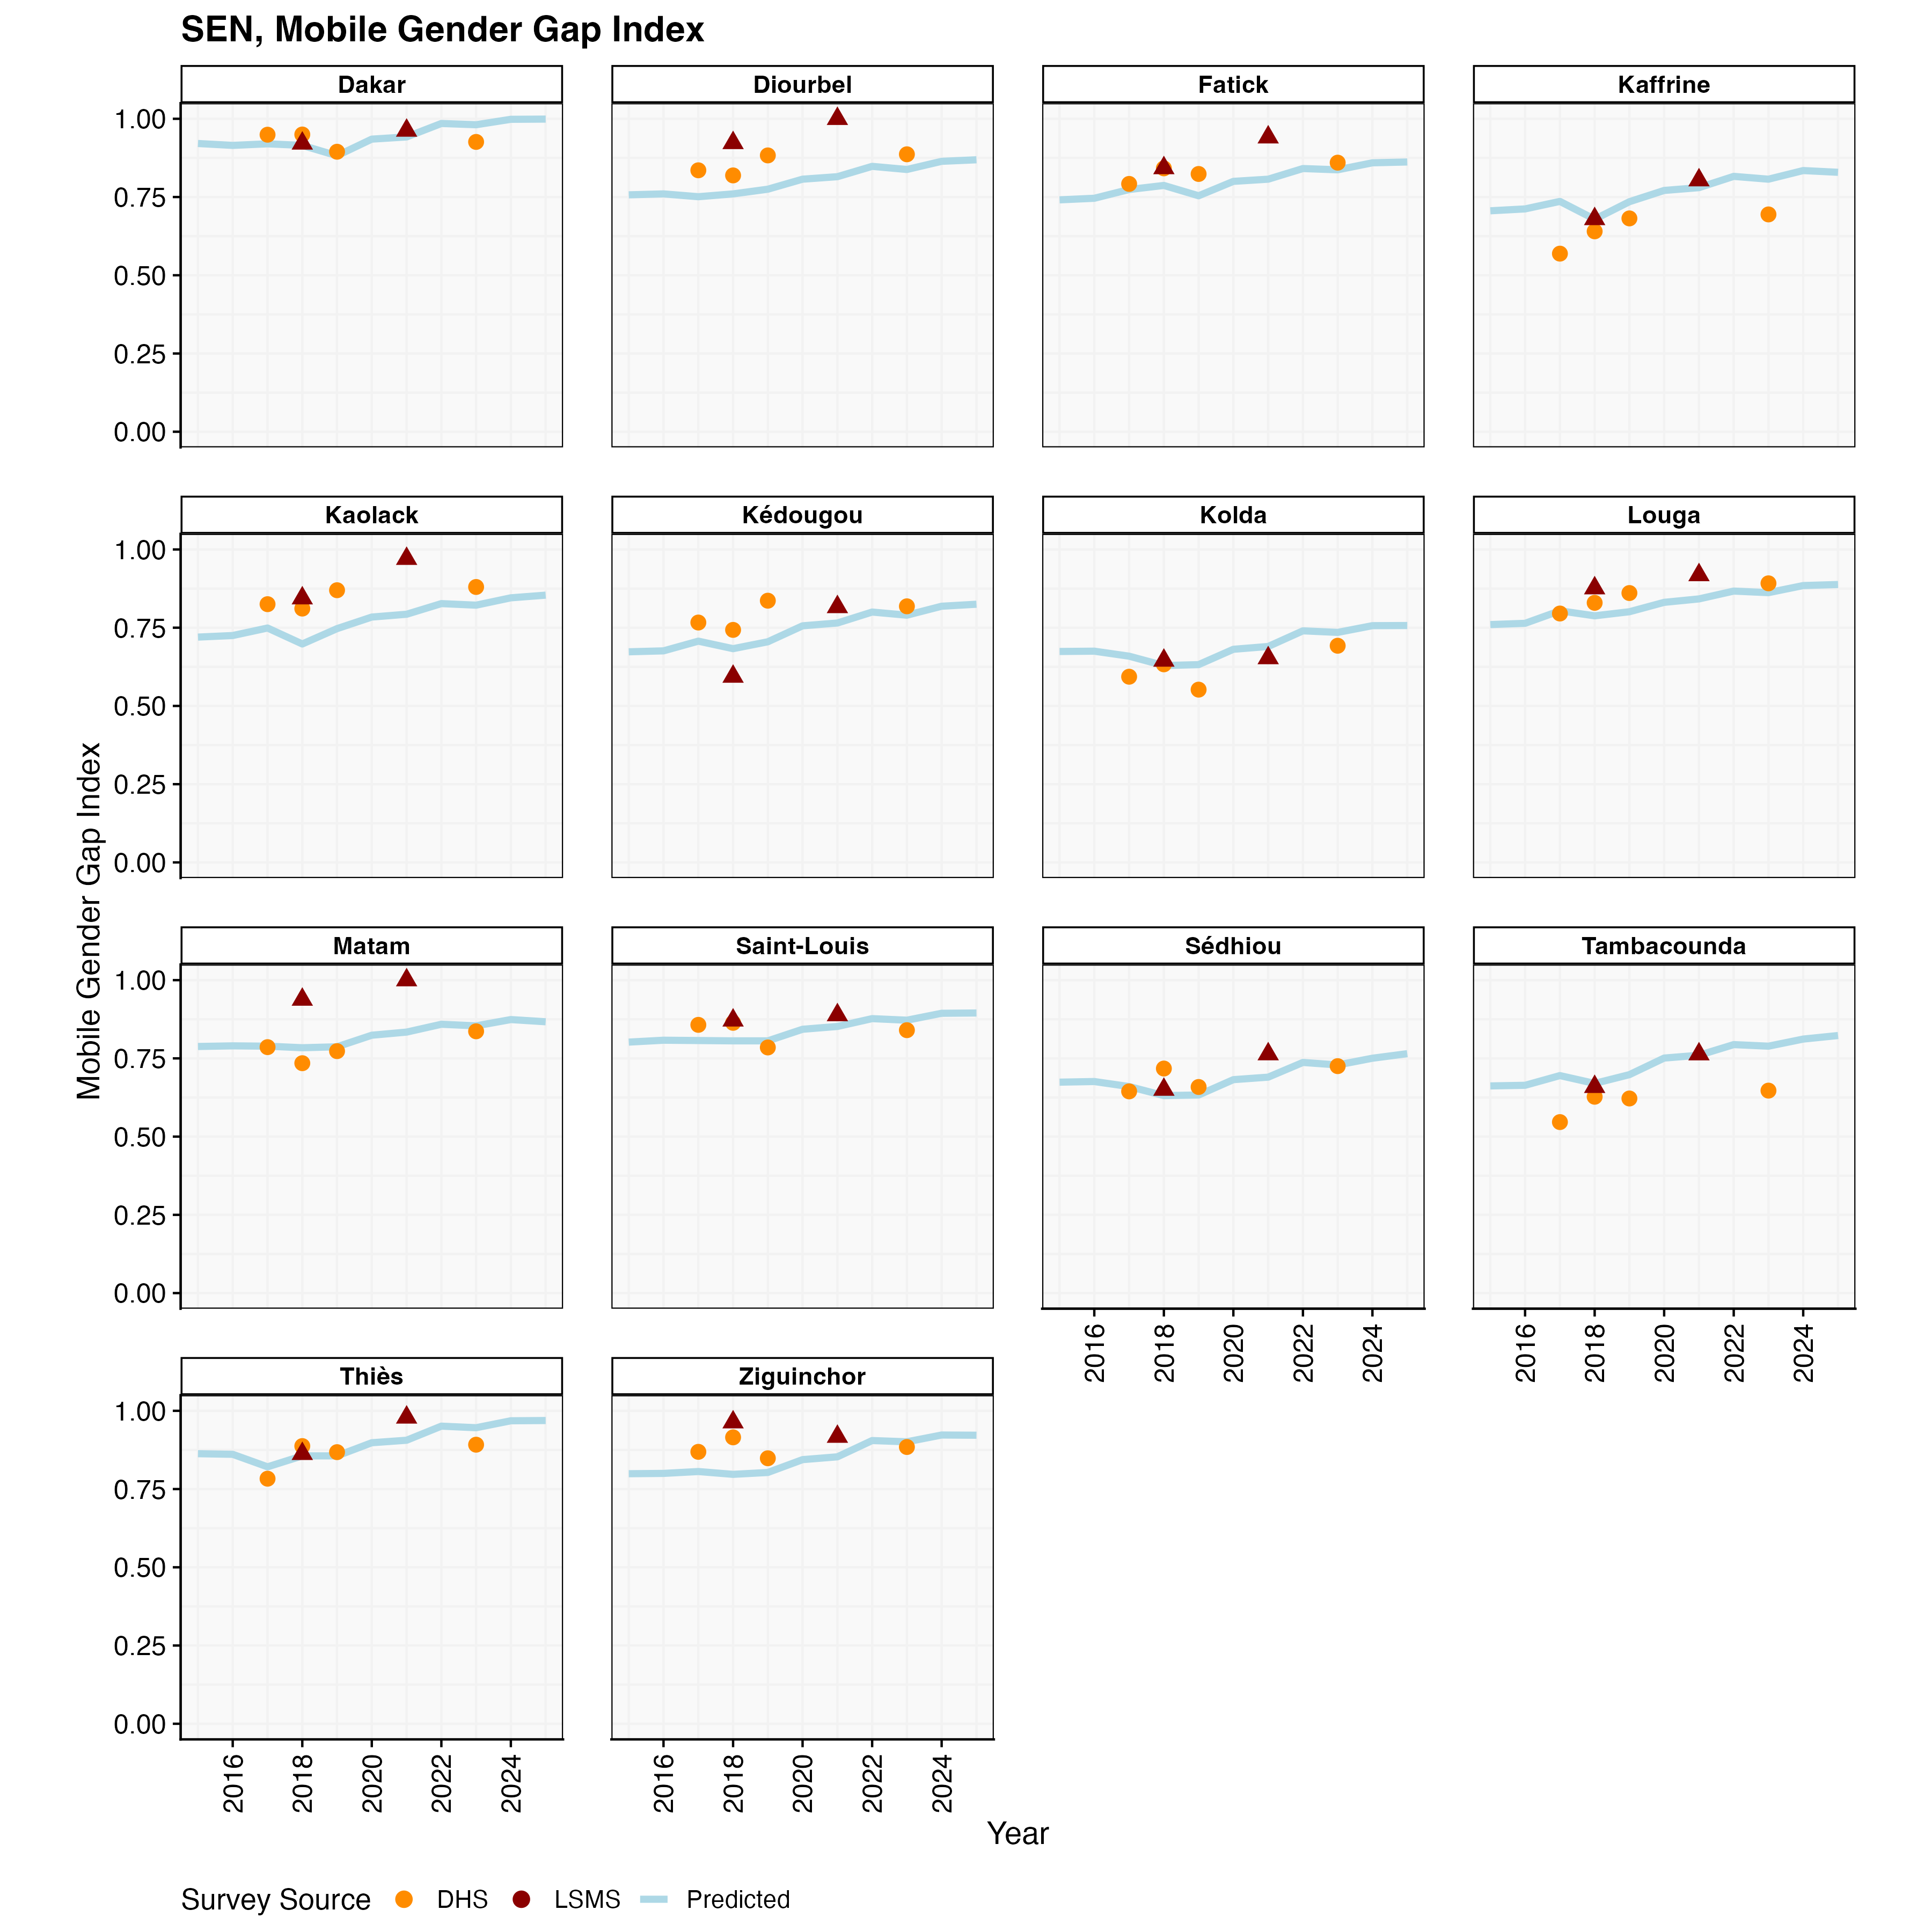 SEN, Mobile Gender Gap Index
Dakar Diourbel Fatick Kaffrine
1.00
0.75
0.50
0.25
0.00
Kaolack Kédougou Kolda Louga
1.00
0.75
0.50
0.25
0.00
Mobile Gender Gap Index
Matam Saint-Louis Sédhiou Tambacounda
1.00
0.75
0.50
0.25
0.00
2016 2018 2020 2022 2024 2016 2018 2020 2022 2024
Thiès Ziguinchor
1.00
0.75
0.50
0.25
0.00
2016 2018 2020 2022 2024 2016 2018 2020 2022 2024
Year
Survey Source DHS LSMS Predicted